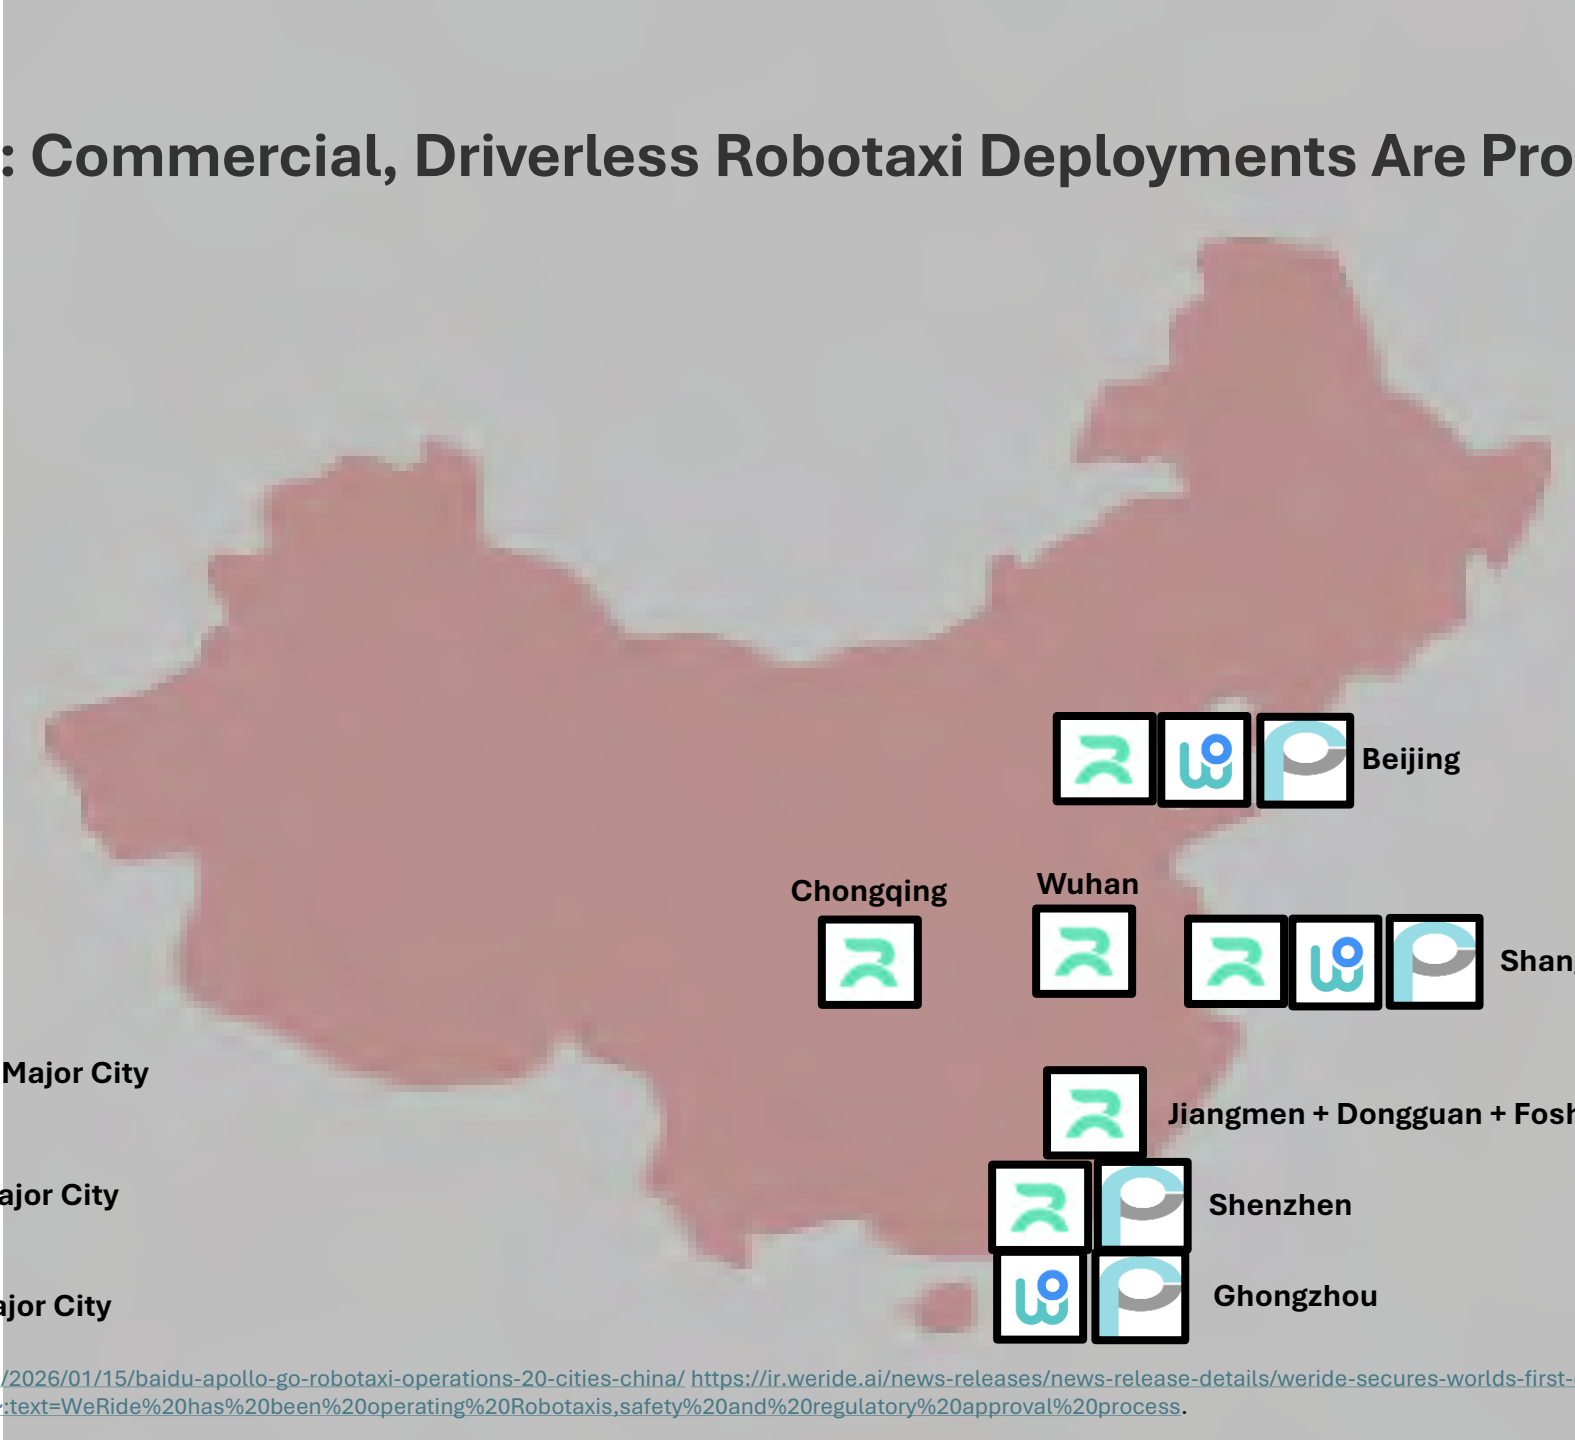 : Commercial, Driverless Robotaxi Deployments Are Pro
Beijing
Chongqing
Wuhan
Shang
Major City
Jiangmen + Dongguan + Fosh
ajor City
Shenzhen
Ghongzhou
ajor City
/2026/01/15/baidu-apollo-go-robotaxi-operations-20-cities-china/ https://ir.weride.ai/news-releases/news-release-details/weride-secures-worlds-first-
:text=WeRide%20has%20been%20operating%20Robotaxis,safety%20and%20regulatory%20approval%20process.